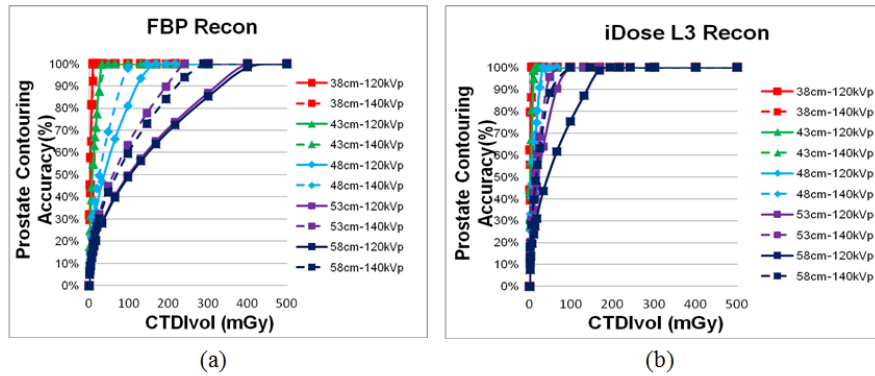 FBP Recon
Prostate Contouring
Accuracy(%)
100%
90%
80%
70%
60%
50%
40%
30%
20%
10%
0%
0
100
200
300
400
500
CTDIvol (mGy)
38cm-120kVp
38cm-140kVp
43cm-120kVp
43cm-140kVp
48cm-120kVp
48cm-140kVp
53cm-120kVp
53cm-140kVp
58cm-120kVp
58cm-140kVp
(a)
iDose L3 Recon
Prostate Contouring
Accuracy(%)
100%
90%
80%
70%
60%
50%
40%
30%
20%
10%
0%
0
100
200
300
400
500
CTDIvol (mGy)
38cm-120kVp
38cm-140kVp
43cm-120kVp
43cm-140kVp
48cm-120kVp
48cm-140kVp
53cm-120kVp
53cm-140kVp
58cm-120kVp
58cm-140kVp
(b)